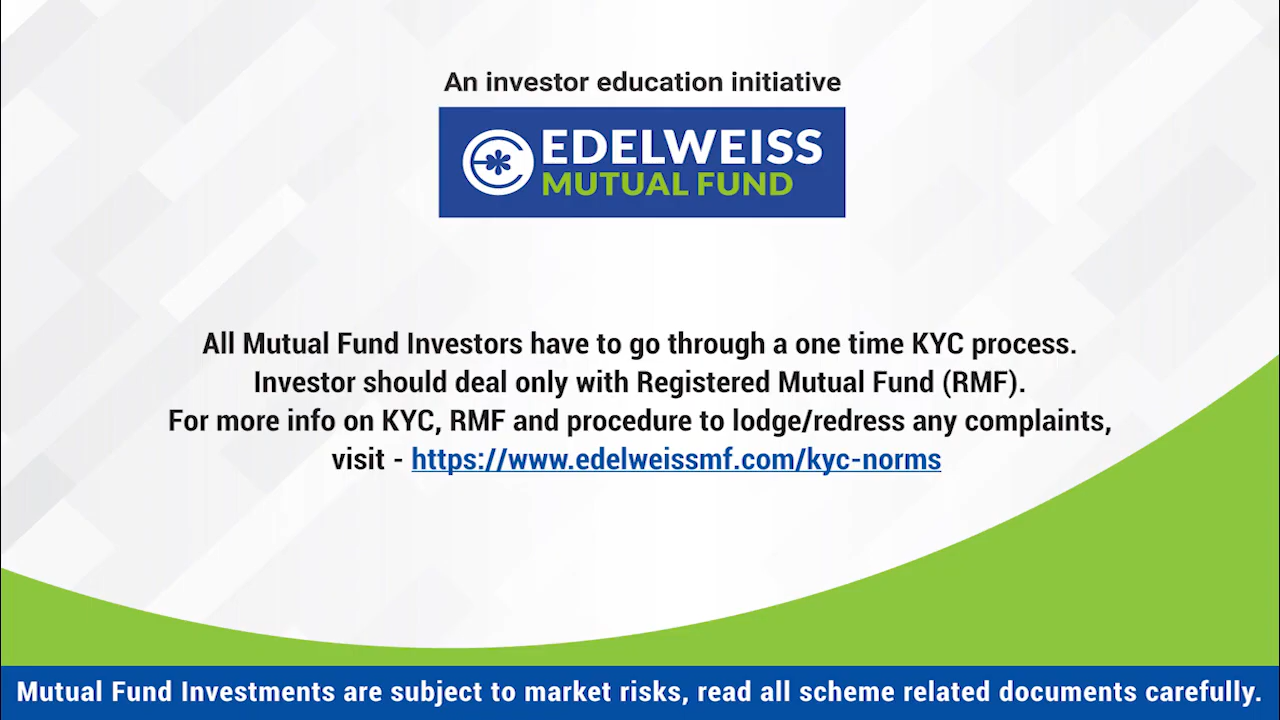 An investor education initiative
EDELWEISS
MUTUAL FUND
All Mutual Fund Investors have to go through a one time KYC process.
Investor should deal only with Registered Mutual Fund (RMF).
For more info on KYC, RMF and procedure to lodge/redress any complaints,
visit - https://www.edelweissmf.com/kyc-norms
Mutual Fund Investments are subject to market risks, read all scheme related documents carefully.